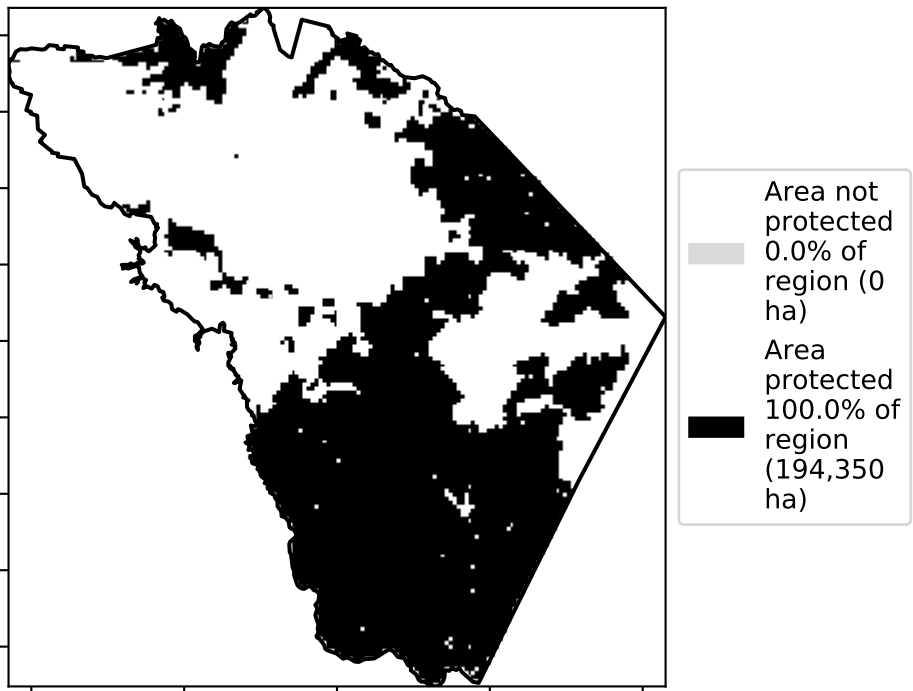 Area not
protected
0.0% of
region (0
ha)
Area
protected
100.0% of
region
(194,350
ha)